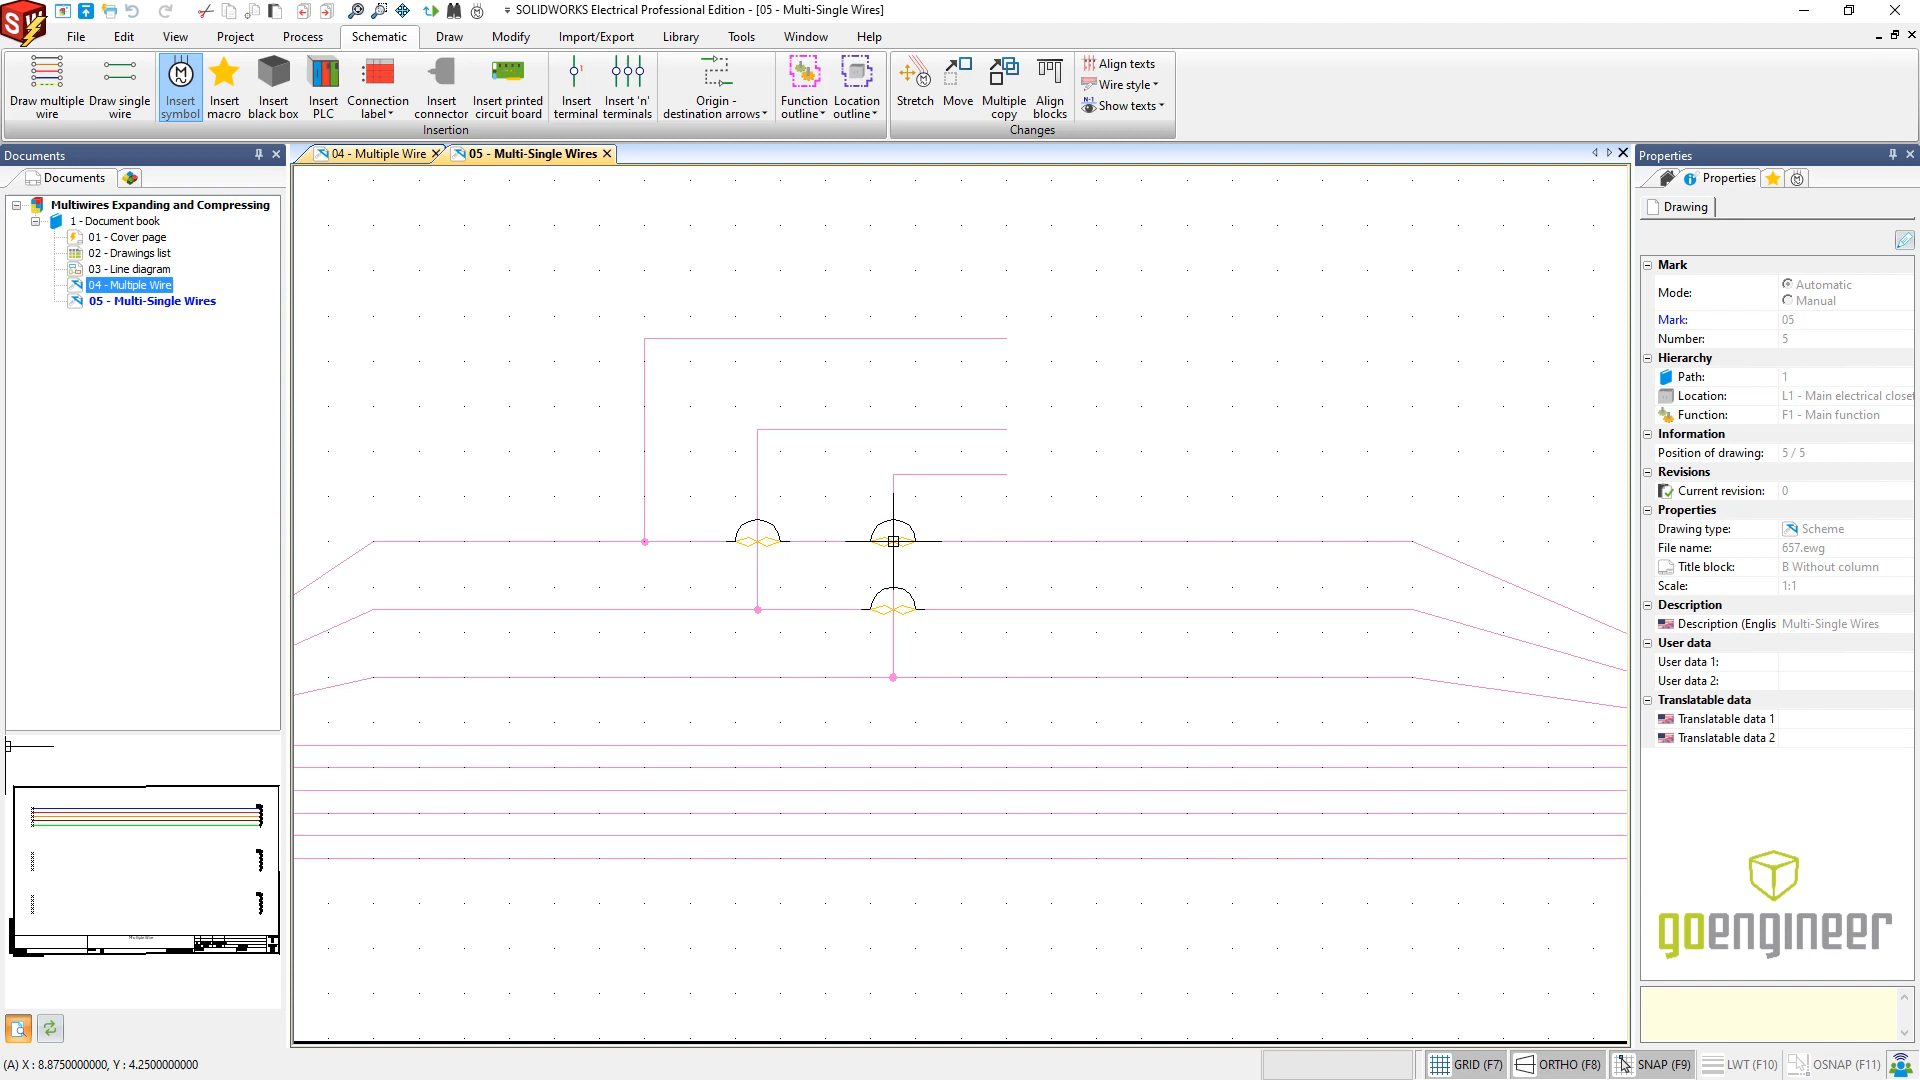 SOLIDWORKS Electrical Professional Edition - [05 - Multi-Single Wires]
File Edit View Project Process Schematic Draw Modify Import/Export Library Tools Window Help
Draw multiple wire
Draw single wire
Insert symbol
Insert macro
Insert black box
Insert PLC
Connection label
Insert connector
Insert printed circuit board
Insert terminal
Insert 'n' terminals
Origin - destination arrows
Function outline
Location outline
Stretch
Move
Multiple copy
Align blocks
Align texts
Wire style
Show texts
Insertion
Changes
Documents
04 - Multiple Wire
05 - Multi-Single Wires
Properties
Documents
Properties
Drawing
Multiwires Expanding and Compressing
1 - Document book
01 - Cover page
02 - Drawings list
03 - Line diagram
04 - Multiple Wire
05 - Multi-Single Wires
Mark
Mode: Automatic
Manual
Mark: 05
Number: 5
Hierarchy
Path: 1
Location: L1 - Main electrical closet
Function: F1 - Main function
Information
Position of drawing: 5 / 5
Revisions
Current revision: 0
Properties
Drawing type: Scheme
File name: 657.ewg
Title block: B Without column
Scale: 1:1
Description
Description (Englis Multi-Single Wires
User data
User data 1:
User data 2:
Translatable data
Translatable data 1
Translatable data 2
goengineer
(A) X : 8.8750000000, Y : 4.2500000000
GRID (F7) ORTHO (F8) SNAP (F9) LWT (F10) OSNAP (F11)